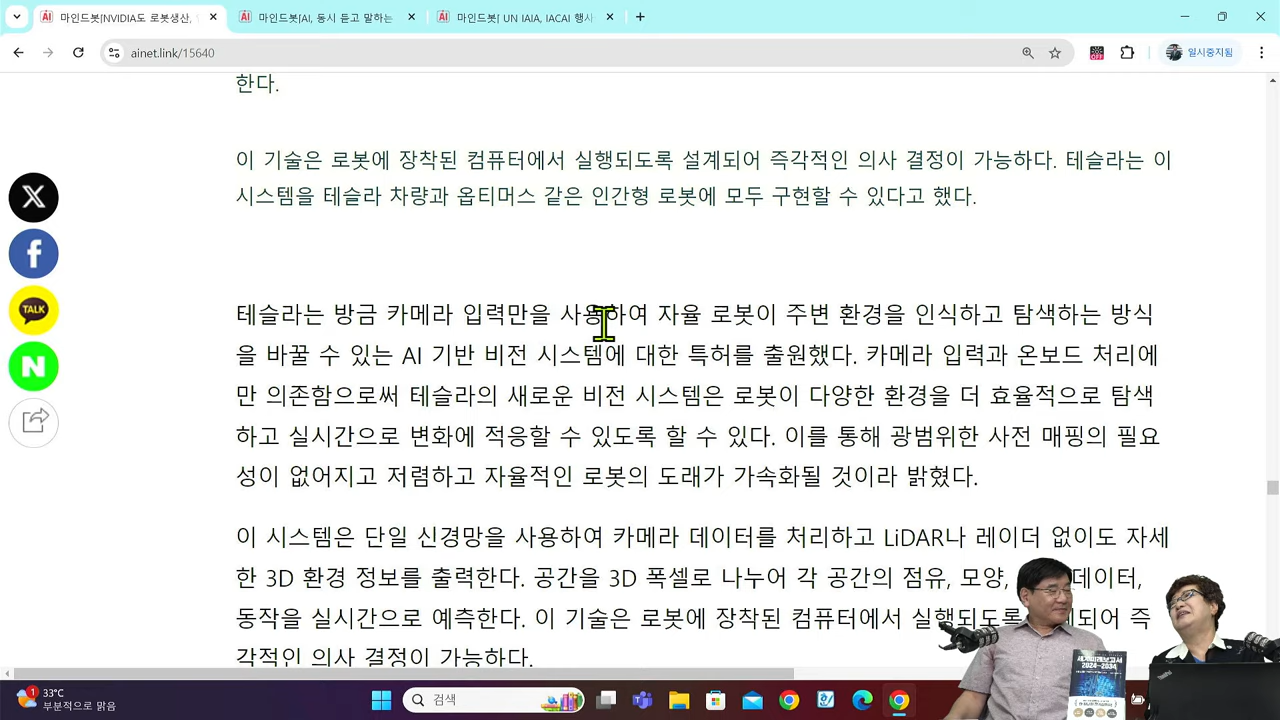 마인드봇[NVIDIA도 로봇생산,
마인드봇[AI, 동시 듣고 말하는
마인드봇[ UN IAIA, IACAI 행사
ainet.link/15640
OFF
일시중지됨
한다.
이 기술은 로봇에 장착된 컴퓨터에서 실행되도록 설계되어 즉각적인 의사 결정이 가능하다. 테슬라는 이
시스템을 테슬라 차량과 옵티머스 같은 인간형 로봇에 모두 구현할 수 있다고 했다.
테슬라는 방금 카메라 입력만을 사용하여 자율 로봇이 주변 환경을 인식하고 탐색하는 방식
을 바꿀 수 있는 AI 기반 비전 시스템에 대한 특허를 출원했다. 카메라 입력과 온보드 처리에
만 의존함으로써 테슬라의 새로운 비전 시스템은 로봇이 다양한 환경을 더 효율적으로 탐색
하고 실시간으로 변화에 적응할 수 있도록 할 수 있다. 이를 통해 광범위한 사전 매핑의 필요
성이 없어지고 저렴하고 자율적인 로봇의 도래가 가속화될 것이라 밝혔다.
이 시스템은 단일 신경망을 사용하여 카메라 데이터를 처리하고 LiDAR나 레이더 없이도 자세
한 3D 환경 정보를 출력한다. 공간을 3D 폭셀로 나누어 각 공간의 점유, 모양, 데이터,
동작을 실시간으로 예측한다. 이 기술은 로봇에 장착된 컴퓨터에서 실행되도록 되어 즉
각적인 의사 결정이 가능하다.
TALK
N
세계미래보고서
2024-2034
ThinkPad
1
33°C
부분적으로 맑음
검색